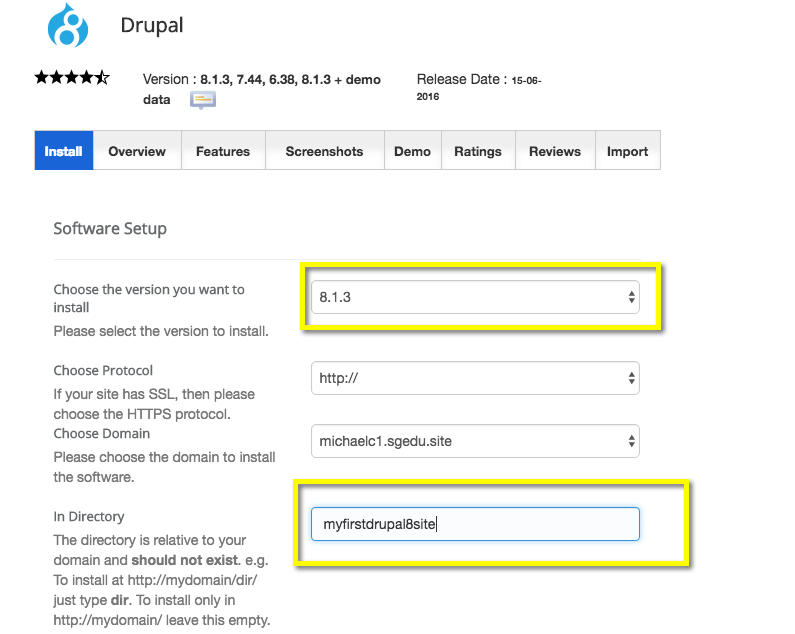 Drupal
Version : 8.1.3, 7.44, 6.38, 8.1.3 + demo
data
Release Date : 15-06-
2016
Install Overview Features Screenshots Demo Ratings Reviews Import
Software Setup
Choose the version you want to
install
Please select the version to install.
8.1.3
Choose Protocol
If your site has SSL, then please
choose the HTTPS protocol.
http://
Choose Domain
Please choose the domain to install
the software.
michaelc1.sgedu.site
In Directory
The directory is relative to your
domain and should not exist. e.g.
To install at http://mydomain/dir/
just type dir. To install only in
http://mydomain/ leave this empty.
myfirstdrupal8site